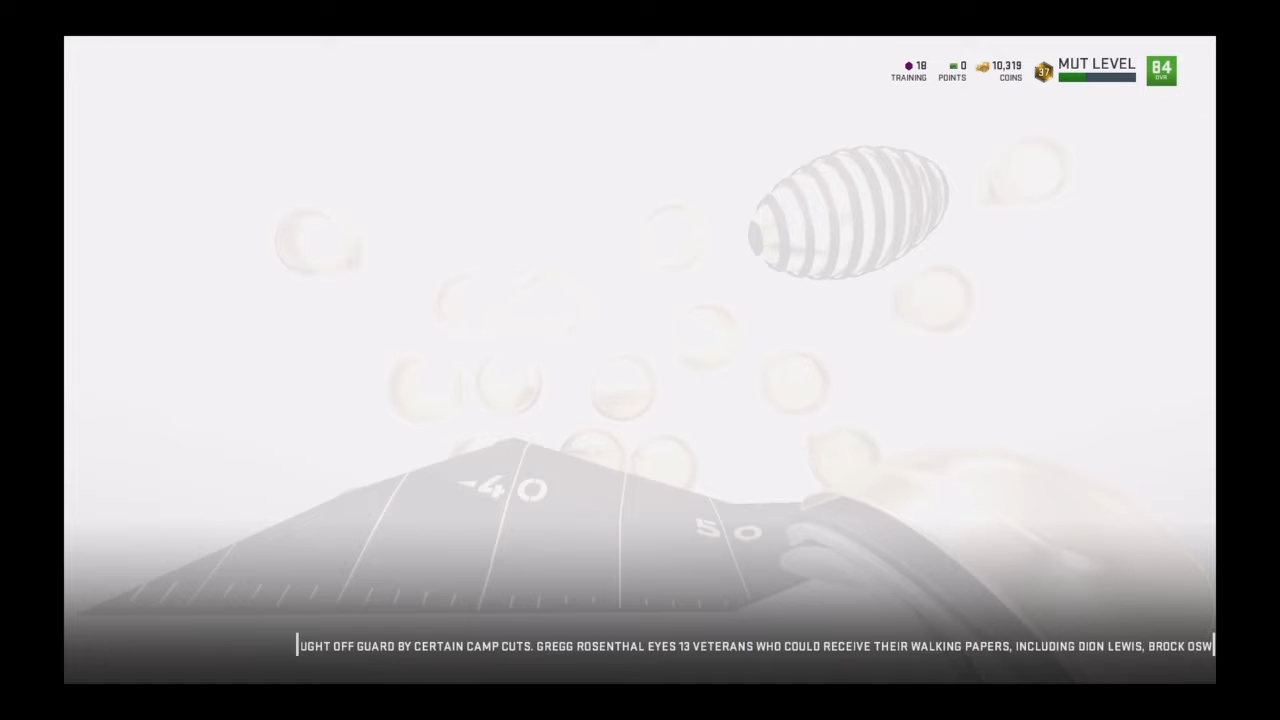 18 0 10,319 37 MUT LEVEL 84
TRAINING POINTS COINS OVR
-40
50
UGHT OFF GUARD BY CERTAIN CAMP CUTS. GREGG ROSENTHAL EYES 13 VETERANS WHO COULD RECEIVE THEIR WALKING PAPERS, INCLUDING DION LEWIS, BROCK OSW